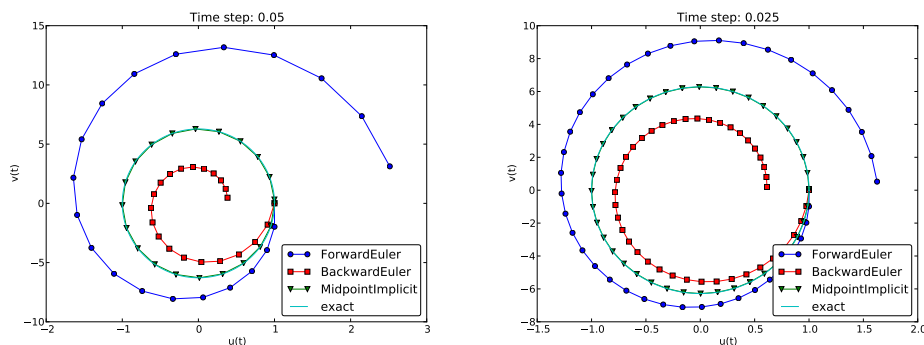 Time step: 0.05
15
10
5
0
−5
−10
v(t)
−2
−1
0
1
2
3
u(t)
ForwardEuler
BackwardEuler
MidpointImplicit
exact
Time step: 0.025
10
8
6
4
2
0
−2
−4
−6
−8
v(t)
−1.5
−1.0
−0.5
0.0
0.5
1.0
1.5
2.0
u(t)
ForwardEuler
BackwardEuler
MidpointImplicit
exact